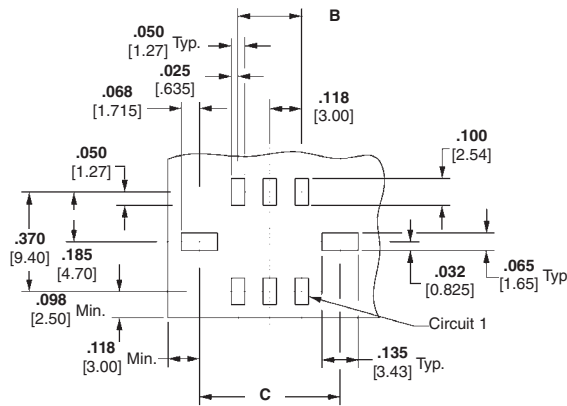 B
.050
[1.27] Typ.
.025
[.635]
.068
[1.715]
.118
[3.00]
.100
[2.54]
.050
[1.27]
.370
[9.40]
.185
[4.70]
.032
[0.825]
.065
[1.65] Typ
.098
[2.50] Min.
Circuit 1
.118
[3.00] Min.
.135
[3.43] Typ.
C